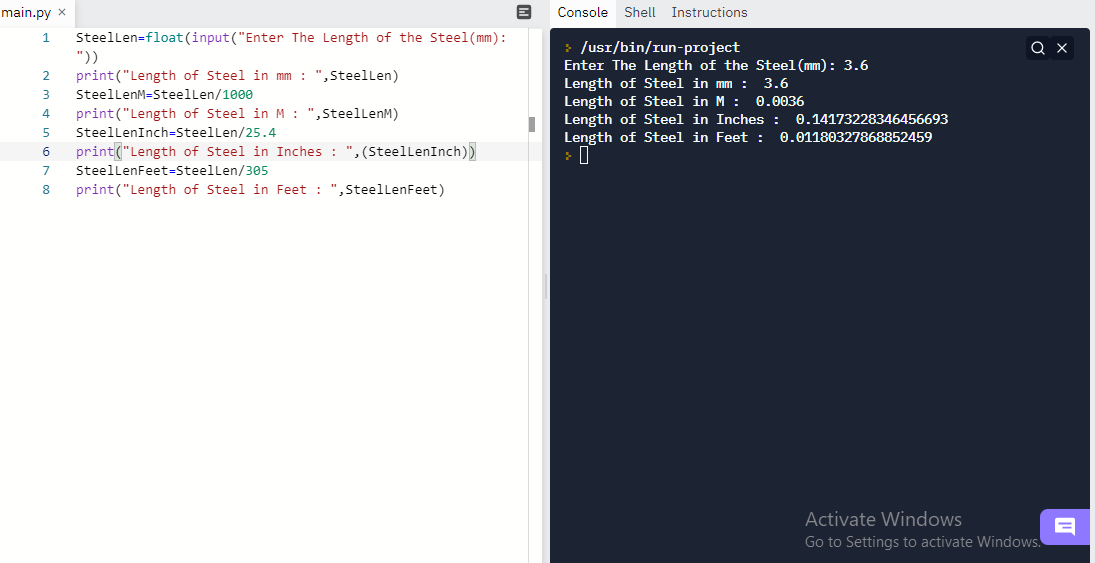 main.py ×
1 SteelLen=float(input("Enter The Length of the Steel(mm):
"))
2 print("Length of Steel in mm : ",SteelLen)
3 SteelLenM=SteelLen/1000
4 print("Length of Steel in M : ",SteelLenM)
5 SteelLenInch=SteelLen/25.4
6 print("Length of Steel in Inches : ",(SteelLenInch))
7 SteelLenFeet=SteelLen/305
8 print("Length of Steel in Feet : ",SteelLenFeet)
Console Shell Instructions
/usr/bin/run-project
Enter The Length of the Steel(mm): 3.6
Length of Steel in mm :  3.6
Length of Steel in M :  0.0036
Length of Steel in Inches :  0.14173228346456693
Length of Steel in Feet :  0.01180327868852459
Activate Windows
Go to Settings to activate Windows.